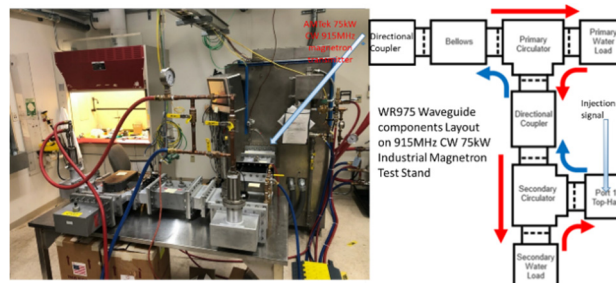 75kW
CW 915MHz
Magnetron
Directional
Coupler
Bellows
Primary
Circulator
Primary
Water
Load
WR975 Waveguide
components Layout
on 915MHz CW 75kW
Industrial Magnetron
Test Stand
Directional
Coupler
Injection
signal
Secondary
Circulator
Port 1
Top-Ha
Secondary
Water
Load